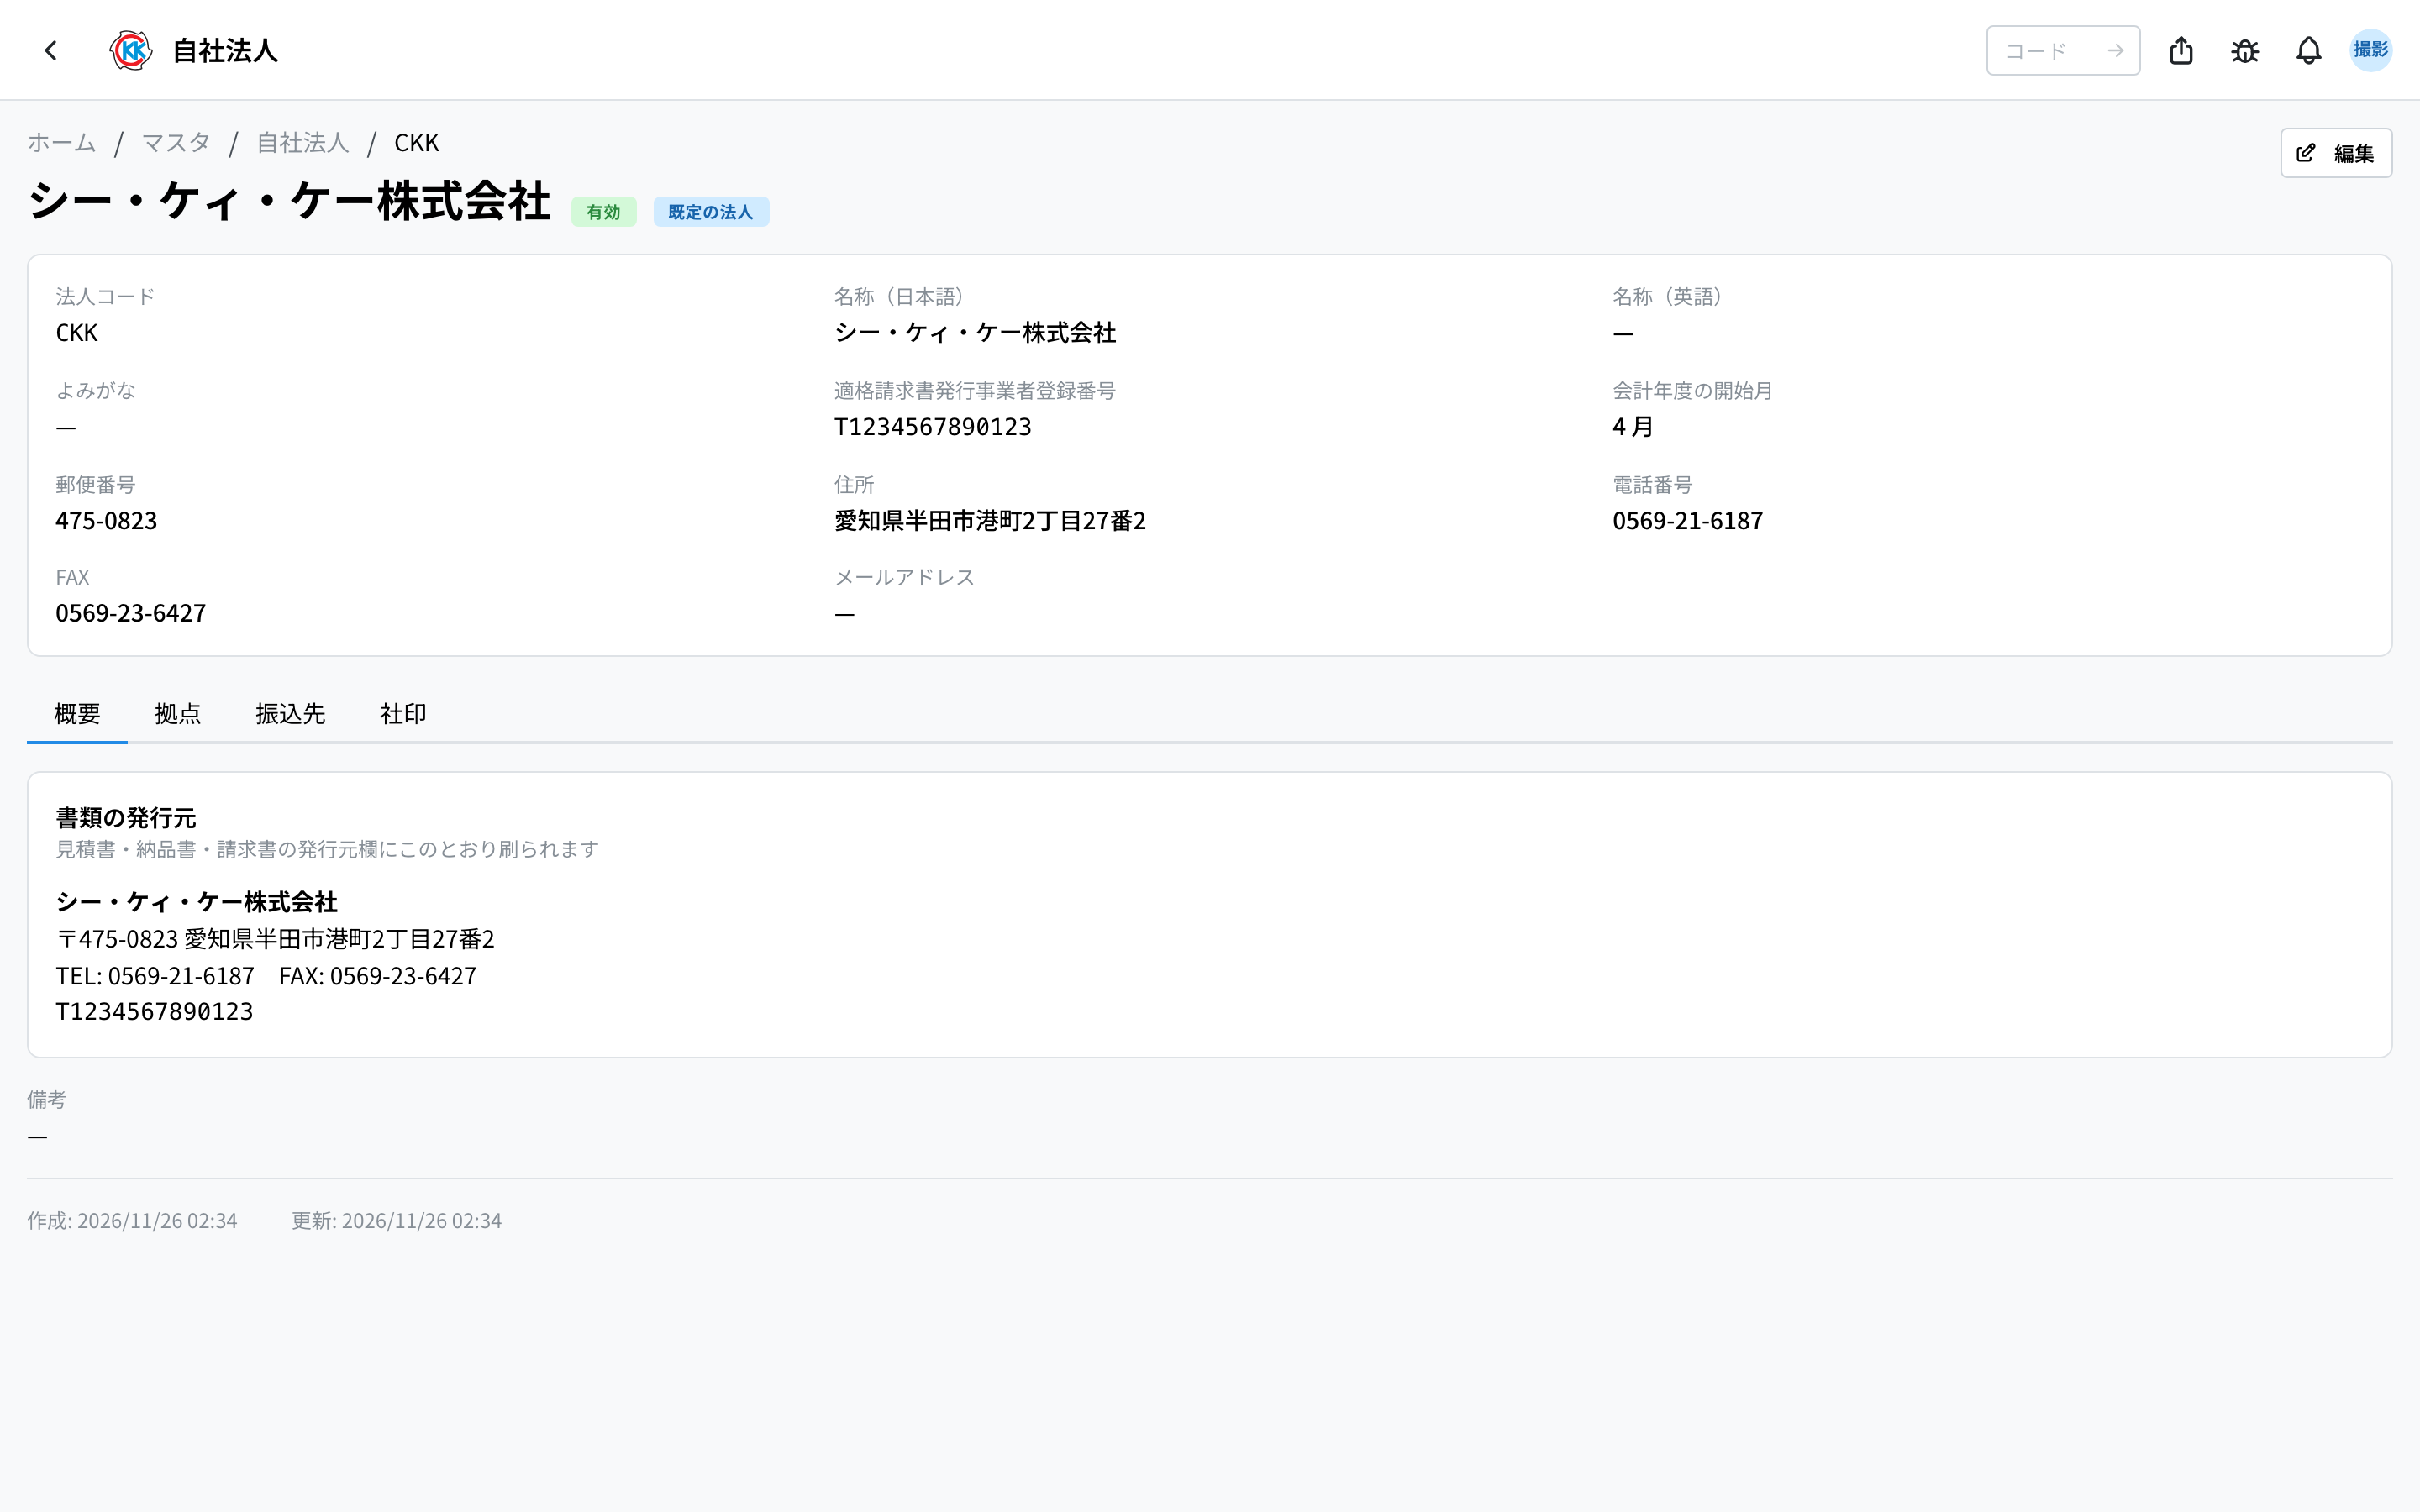 CKK 自社法人
コード
撮影
ホーム / マスタ / 自社法人 / CKK
編集
シー・ケィ・ケー株式会社 有効 既定の法人
法人コード
CKK
名称（日本語）
シー・ケィ・ケー株式会社
名称（英語）
—
よみがな
—
適格請求書発行事業者登録番号
T1234567890123
会計年度の開始月
4 月
郵便番号
475-0823
住所
愛知県半田市港町2丁目27番2
電話番号
0569-21-6187
FAX
0569-23-6427
メールアドレス
—
概要 拠点 振込先 社印
書類の発行元
見積書・納品書・請求書の発行元欄にこのとおり刷られます
シー・ケィ・ケー株式会社
〒475-0823 愛知県半田市港町2丁目27番2
TEL: 0569-21-6187 FAX: 0569-23-6427
T1234567890123
備考
—
作成: 2026/11/26 02:34 更新: 2026/11/26 02:34